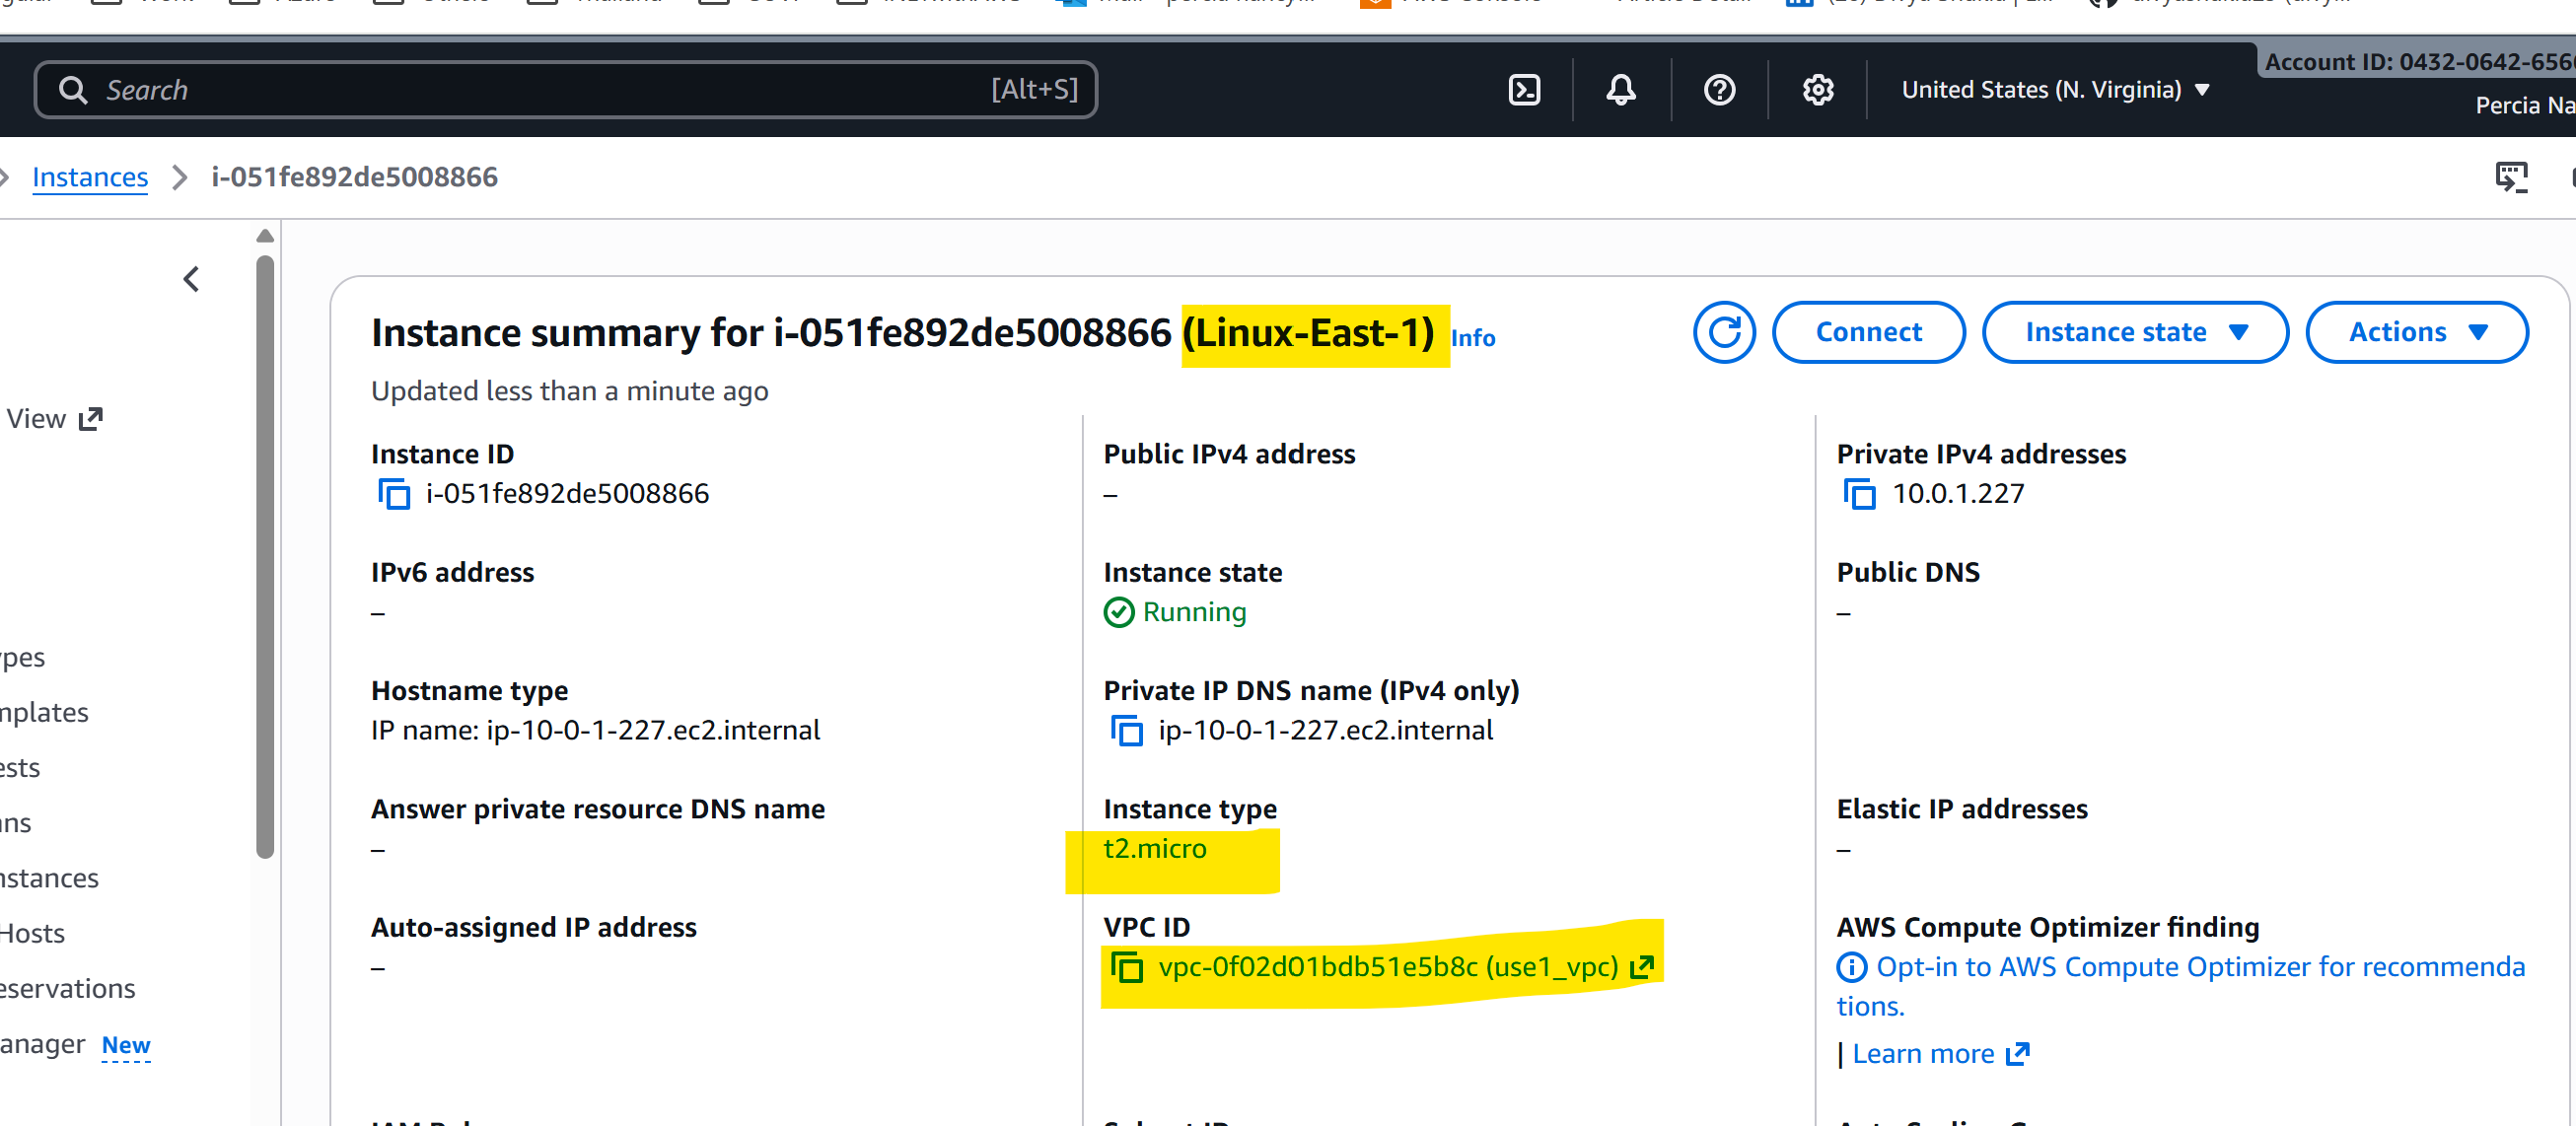 Search [Alt+S] United States (N. Virginia) Account ID: 0432-0642-656
Percia Na
Instances i-051fe892de5008866
Instance summary for i-051fe892de5008866 (Linux-East-1) Info Connect Instance state Actions
Updated less than a minute ago
View
Instance ID Public IPv4 address Private IPv4 addresses
i-051fe892de5008866 – 10.0.1.227
IPv6 address Instance state Public DNS
– Running –
ypes
Hostname type Private IP DNS name (IPv4 only)
mplates
IP name: ip-10-0-1-227.ec2.internal ip-10-0-1-227.ec2.internal
ests
Answer private resource DNS name Instance type Elastic IP addresses
ans
– t2.micro –
nstances
Auto-assigned IP address VPC ID AWS Compute Optimizer finding
Hosts
– vpc-0f02d01bdb51e5b8c (use1_vpc) Opt-in to AWS Compute Optimizer for recommenda
eservations
tions.
anager New
| Learn more